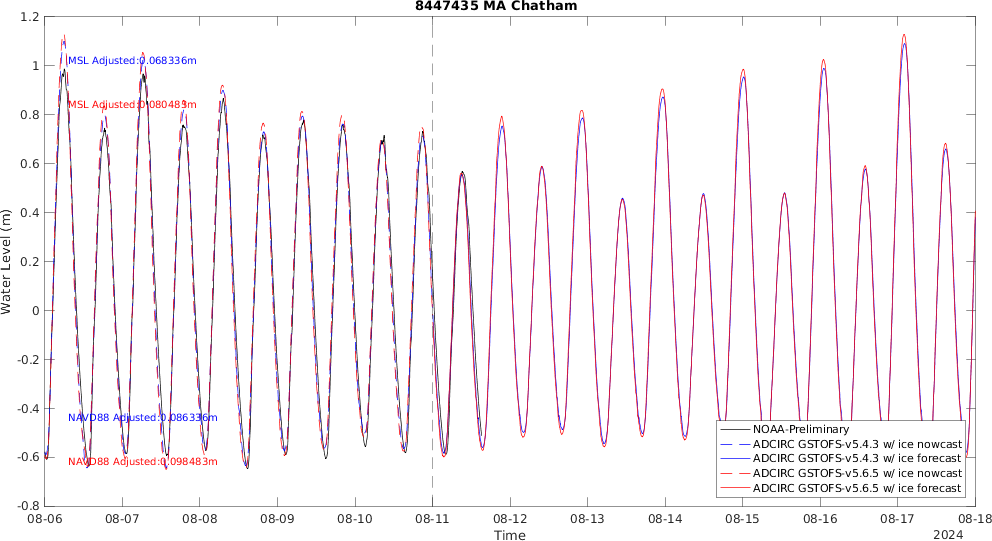 8447435 MA Chatham
1.2
1
0.8
0.6
0.4
0.2
0
-0.2
-0.4
-0.6
-0.8
Water Level (m)
MSL Adjusted:0.068336m
MSL Adjusted:0.080483m
NAVD88 Adjusted:0.086336m
NAVD88 Adjusted:0.098483m
NOAA-Preliminary
ADCIRC GSTOFS-v5.4.3 w/ ice nowcast
ADCIRC GSTOFS-v5.4.3 w/ ice forecast
ADCIRC GSTOFS-v5.6.5 w/ ice nowcast
ADCIRC GSTOFS-v5.6.5 w/ ice forecast
08-06 08-07 08-08 08-09 08-10 08-11 08-12 08-13 08-14 08-15 08-16 08-17 08-18
Time
2024